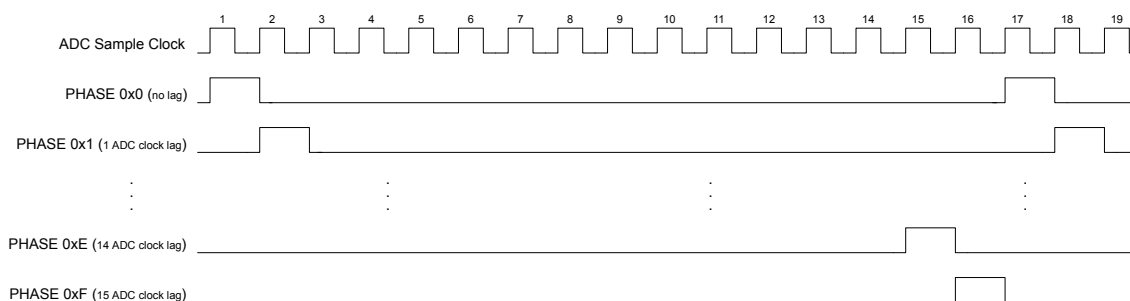 1 2 3 4 5 6 7 8 9 10 11 12 13 14 15 16 17 18 19
ADC Sample Clock
PHASE 0x0 (no lag)
PHASE 0x1 (1 ADC clock lag)
PHASE 0xE (14 ADC clock lag)
PHASE 0xF (15 ADC clock lag)